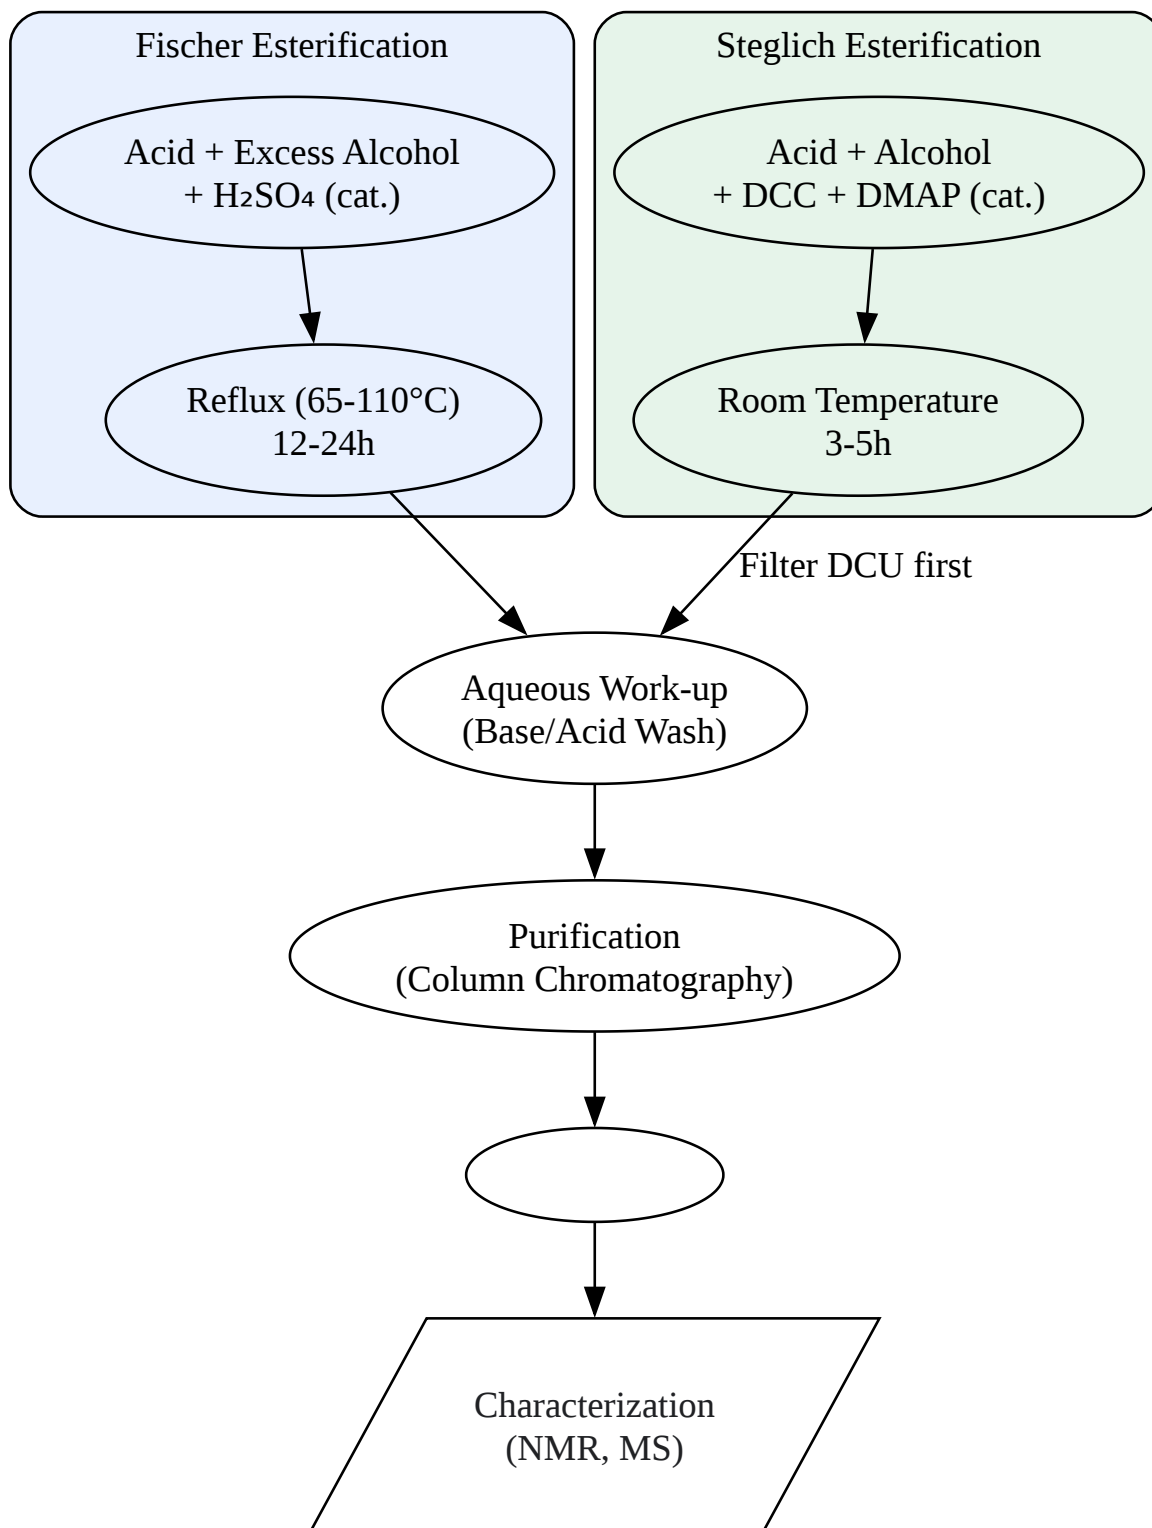 Fischer Esterification
Acid + Excess Alcohol
+ H₂SO₄ (cat.)
Reflux (65-110°C)
12-24h
Steglich Esterification
Acid + Alcohol
+ DCC + DMAP (cat.)
Room Temperature
3-5h
Filter DCU first
Aqueous Work-up
(Base/Acid Wash)
Purification
(Column Chromatography)
Characterization
(NMR, MS)